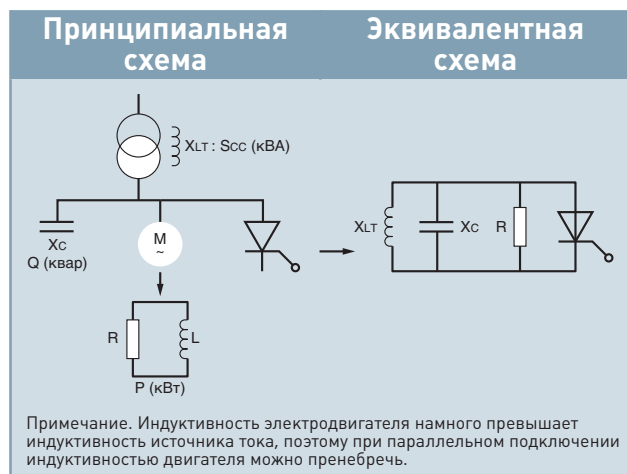 Принципиальная
схема
Эквивалентная
схема
XLT : Scc (кВА)
Xc
Q (квар)
M
~
R
L
P (кВт)
XLT
Xc
R
Примечание. Индуктивность электродвигателя намного превышает
индуктивность источника тока, поэтому при параллельном подключении
индуктивностью двигателя можно пренебречь.